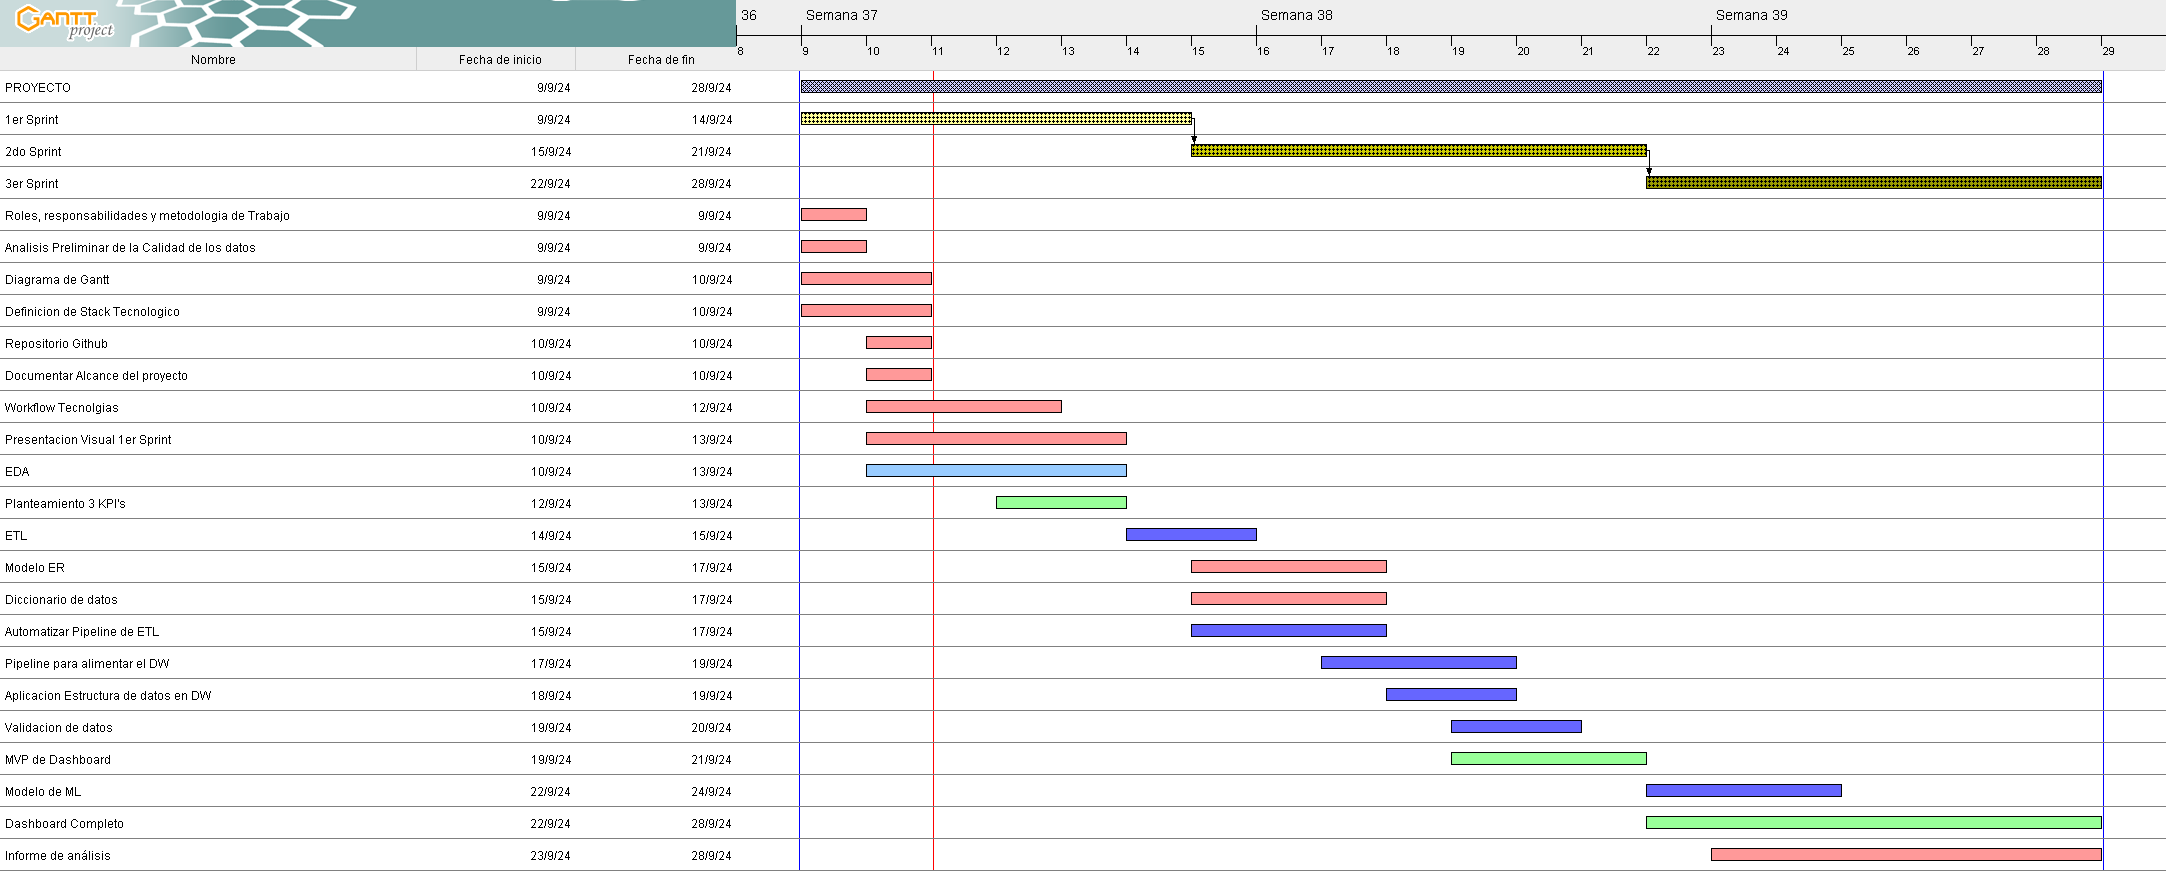 GANTT
project
36 Semana 37 Semana 38 Semana 39
8 9 10 11 12 13 14 15 16 17 18 19 20 21 22 23 24 25 26 27 28 29
Nombre Fecha de inicio Fecha de fin
PROYECTO 9/9/24 28/9/24
1er Sprint 9/9/24 14/9/24
2do Sprint 15/9/24 21/9/24
3er Sprint 22/9/24 28/9/24
Roles, responsabilidades y metodologia de Trabajo 9/9/24 9/9/24
Analisis Preliminar de la Calidad de los datos 9/9/24 9/9/24
Diagrama de Gantt 9/9/24 10/9/24
Definicion de Stack Tecnologico 9/9/24 10/9/24
Repositorio Github 10/9/24 10/9/24
Documentar Alcance del proyecto 10/9/24 10/9/24
Workflow Tecnolgias 10/9/24 12/9/24
Presentacion Visual 1er Sprint 10/9/24 13/9/24
EDA 10/9/24 13/9/24
Planteamiento 3 KPI's 12/9/24 13/9/24
ETL 14/9/24 15/9/24
Modelo ER 15/9/24 17/9/24
Diccionario de datos 15/9/24 17/9/24
Automatizar Pipeline de ETL 15/9/24 17/9/24
Pipeline para alimentar el DW 17/9/24 19/9/24
Aplicacion Estructura de datos en DW 18/9/24 19/9/24
Validacion de datos 19/9/24 20/9/24
MVP de Dashboard 19/9/24 21/9/24
Modelo de ML 22/9/24 24/9/24
Dashboard Completo 22/9/24 28/9/24
Informe de análisis 23/9/24 28/9/24